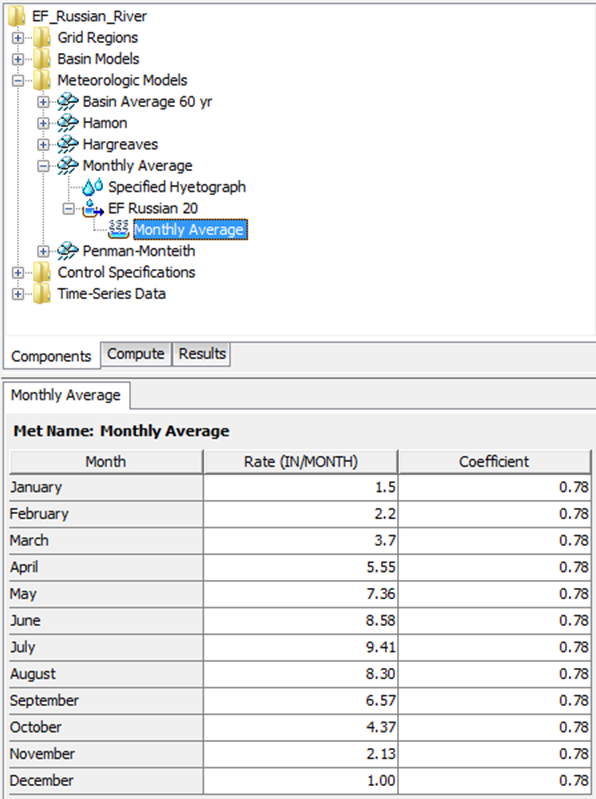 EF_Russian_River
Grid Regions
Basin Models
Meteorologic Models
Basin Average 60 yr
Hamon
Hargreaves
Monthly Average
Specified Hyetograph
EF Russian 20
Monthly Average
Penman-Monteith
Control Specifications
Time-Series Data
Components Compute Results
Monthly Average
Met Name: Monthly Average
Month Rate (IN/MONTH) Coefficient
January 1.5 0.78
February 2.2 0.78
March 3.7 0.78
April 5.55 0.78
May 7.36 0.78
June 8.58 0.78
July 9.41 0.78
August 8.30 0.78
September 6.57 0.78
October 4.37 0.78
November 2.13 0.78
December 1.00 0.78